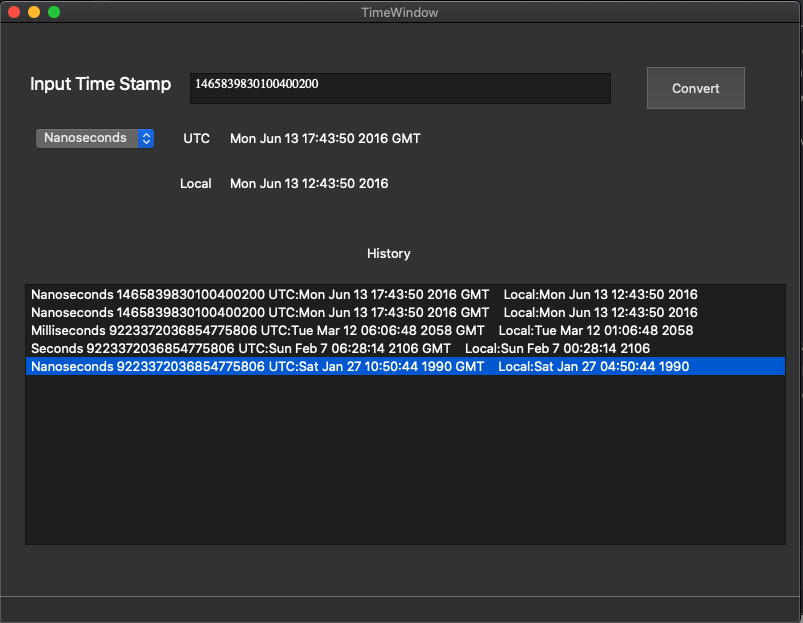 TimeWindow
Input Time Stamp 1465839830100400200 Convert
Nanoseconds UTC Mon Jun 13 17:43:50 2016 GMT
Local Mon Jun 13 12:43:50 2016
History
Nanoseconds 1465839830100400200 UTC:Mon Jun 13 17:43:50 2016 GMT Local:Mon Jun 13 12:43:50 2016
Nanoseconds 1465839830100400200 UTC:Mon Jun 13 17:43:50 2016 GMT Local:Mon Jun 13 12:43:50 2016
Milliseconds 9223372036854775806 UTC:Tue Mar 12 06:06:48 2058 GMT Local:Tue Mar 12 01:06:48 2058
Seconds 9223372036854775806 UTC:Sun Feb 7 06:28:14 2106 GMT Local:Sun Feb 7 00:28:14 2106
Nanoseconds 9223372036854775806 UTC:Sat Jan 27 10:50:44 1990 GMT Local:Sat Jan 27 04:50:44 1990